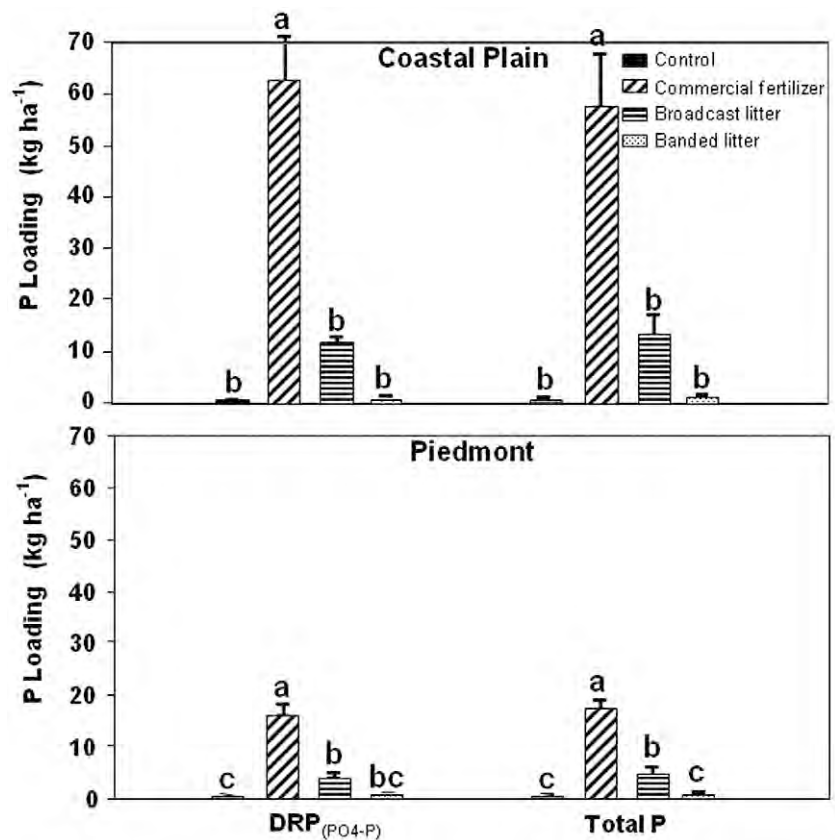 a
70
Coastal Plain
a
Control
Commercial fertilizer
Broadcast litter
Banded litter
60
50
40
30
20
10
0
P Loading (kg ha⁻¹)
b
b
b
b
b
b
70
Piedmont
60
50
40
30
20
10
0
P Loading (kg ha⁻¹)
a
a
c
b
bc
c
b
c
DRP(PO4-P)
Total P